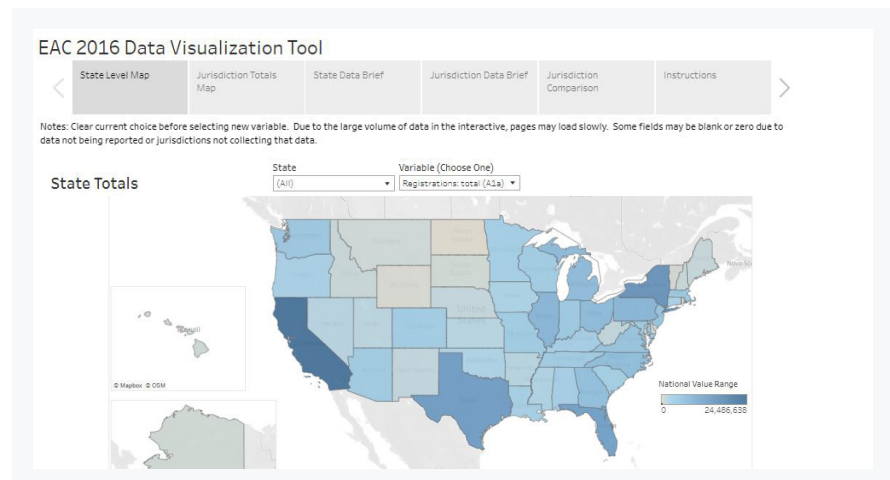 EAC 2016 Data Visualization Tool
State Level Map
Jurisdiction Totals
Map
State Data Brief
Jurisdiction Data Brief
Jurisdiction
Comparison
Instructions
Notes: Clear current choice before selecting new variable. Due to the large volume of data in the interactive, pages may load slowly. Some fields may be blank or zero due to
data not being reported or jurisdictions not collecting that data.
State Totals
State
(All)
Variable (Choose One)
Registrations: total (A1a)
United
Hawaii
Nova Sc
© Mapbox © OSM
National Value Range
0
24,486,638